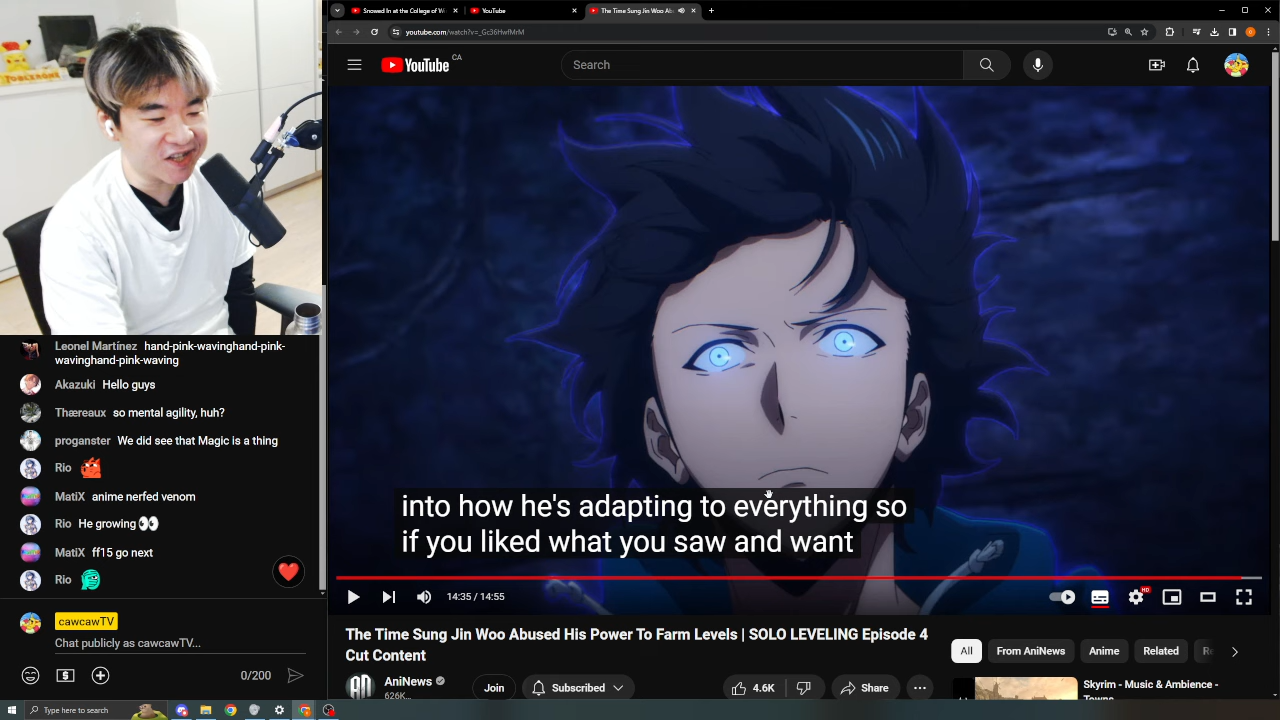 TOBLERONE
Snowed In at the College of W
YouTube
The Time Sung Jin Woo Ab
youtube.com/watch?v=_Gc36HwfMrM
YouTube CA
Search
Leonel Martínez hand-pink-wavinghand-pink-
wavinghand-pink-waving
Akazuki Hello guys
Thæreaux so mental agility, huh?
proganster We did see that Magic is a thing
Rio
MatiX anime nerfed venom
Rio He growing
MatiX ff15 go next
Rio
cawcawTV
Chat publicly as cawcawTV...
0/200
into how he's adapting to everything so
if you liked what you saw and want
14:35 / 14:55
HD
The Time Sung Jin Woo Abused His Power To Farm Levels | SOLO LEVELING Episode 4
Cut Content
AniNews
626K
Join
Subscribed
4.6K
Share
All
From AniNews
Anime
Related
Skyrim - Music & Ambience -
Towns
Type here to search